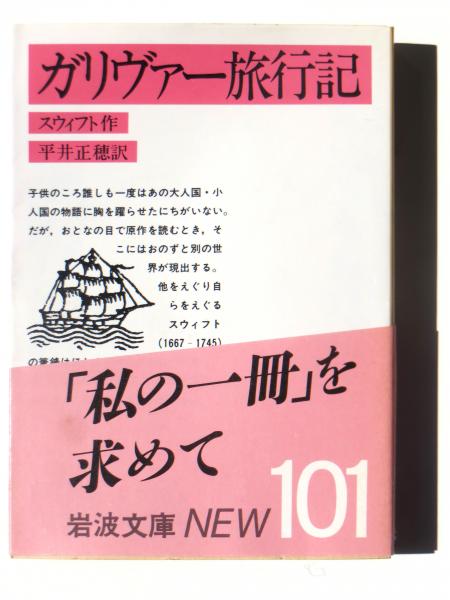 ガリヴァー旅行記
スウィフト作
平井正穂訳
子供のころ誰しも一度はあの大人国・小
人国の物語に胸を躍らせたにちがいない。
だが，おとなの目で原作を読むとき，そ
こにはおのずと別の世
界が現出する。
他をえぐり自
らをえぐる
スウィフト
(1667‐1745)
「私の一冊」を
求めて
岩波文庫 NEW 101